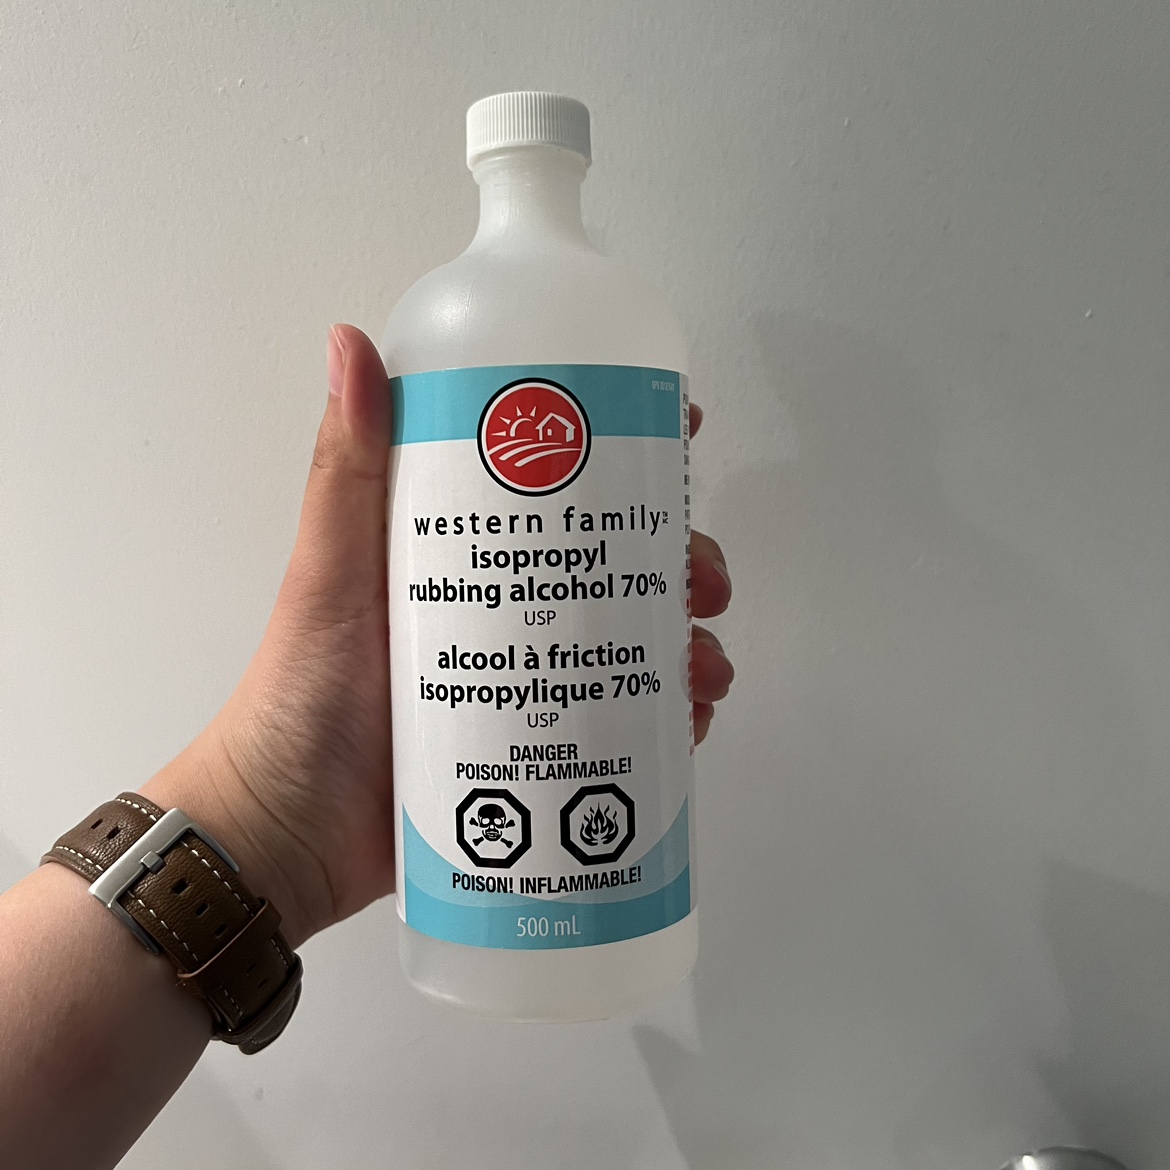 western family
isopropyl
rubbing alcohol 70%
USP
alcool à friction
isopropylique 70%
USP
DANGER
POISON! FLAMMABLE!
POISON! INFLAMMABLE!
500 mL